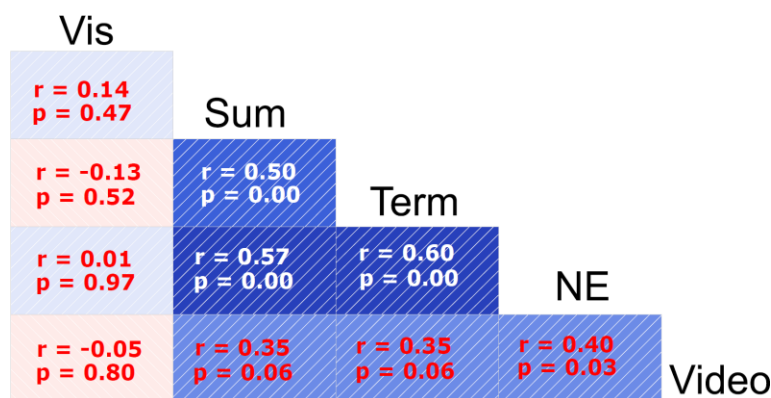 Vis
r = 0.14
p = 0.47
Sum
r = -0.13
p = 0.52
r = 0.50
p = 0.00
Term
r = 0.01
p = 0.97
r = 0.57
p = 0.00
r = 0.60
p = 0.00
NE
r = -0.05
p = 0.80
r = 0.35
p = 0.06
r = 0.35
p = 0.06
r = 0.40
p = 0.03
Video